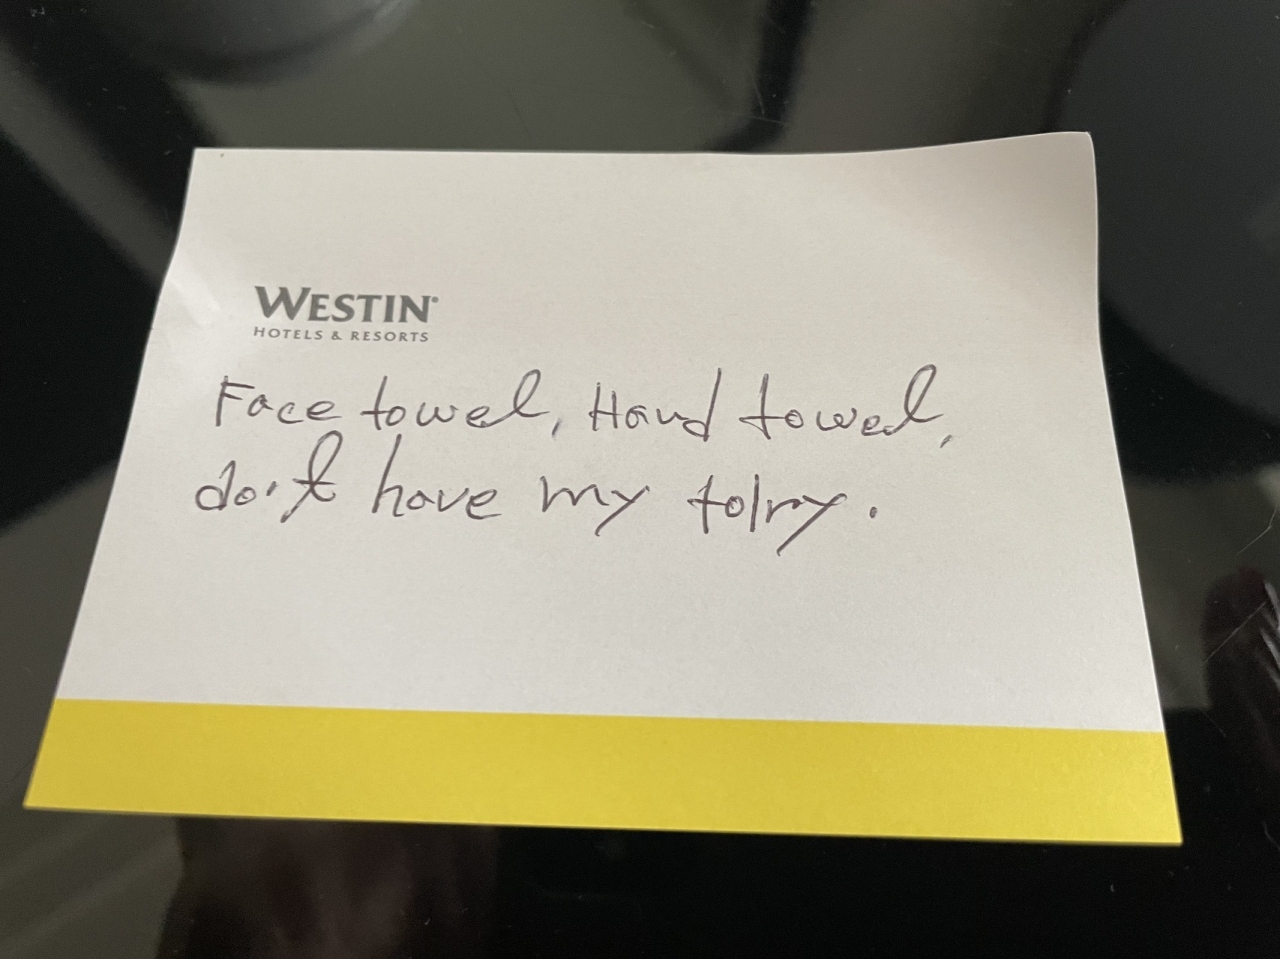 WESTIN®
HOTELS & RESORTS
Face towel, Hand towel,
do't have my tolry.